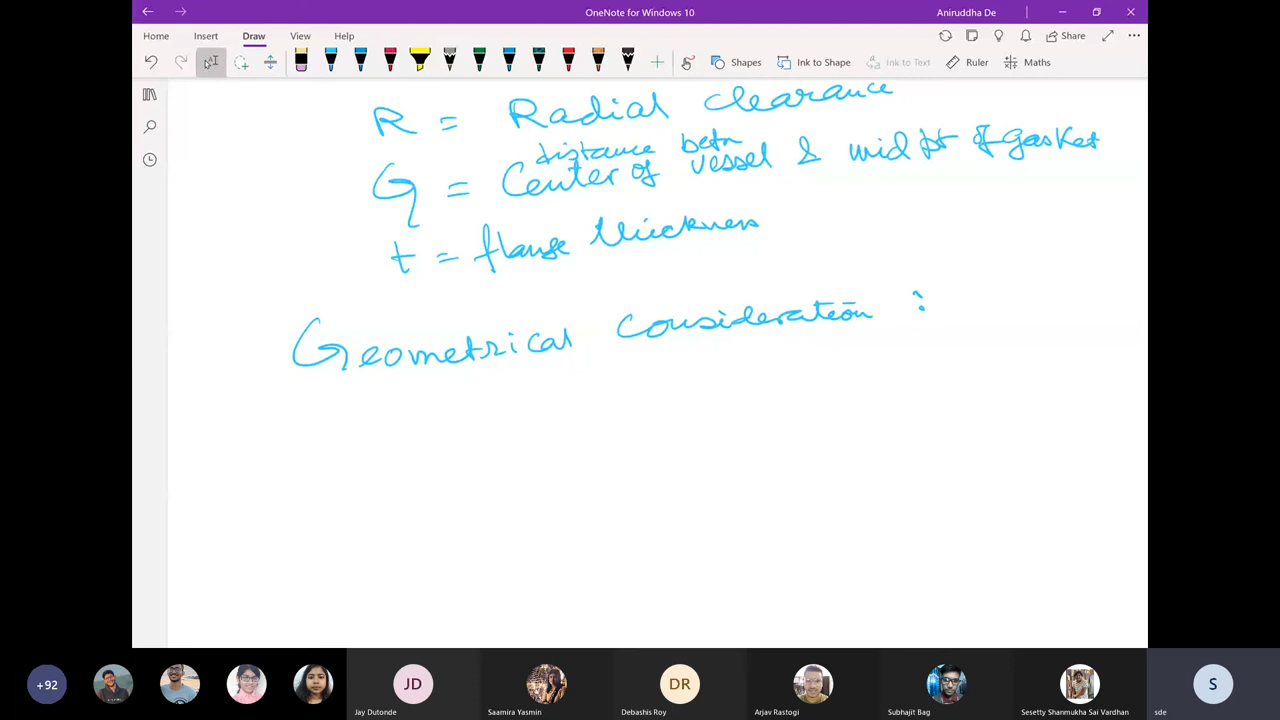 OneNote for Windows 10
Aniruddha De
Home Insert Draw View Help
Share
Shapes Ink to Shape Ink to Text Ruler Maths
R = Radial clearance
distance betn
G = Center of vessel & mid pt of gasket
t = flange thickness
Geometrical consideration :
+92
JD
DR
S
Jay Dutonde
Saamira Yasmin
Debashis Roy
Arjav Rastogi
Subhajit Bag
Sesetty Shanmukha Sai Vardhan
sde